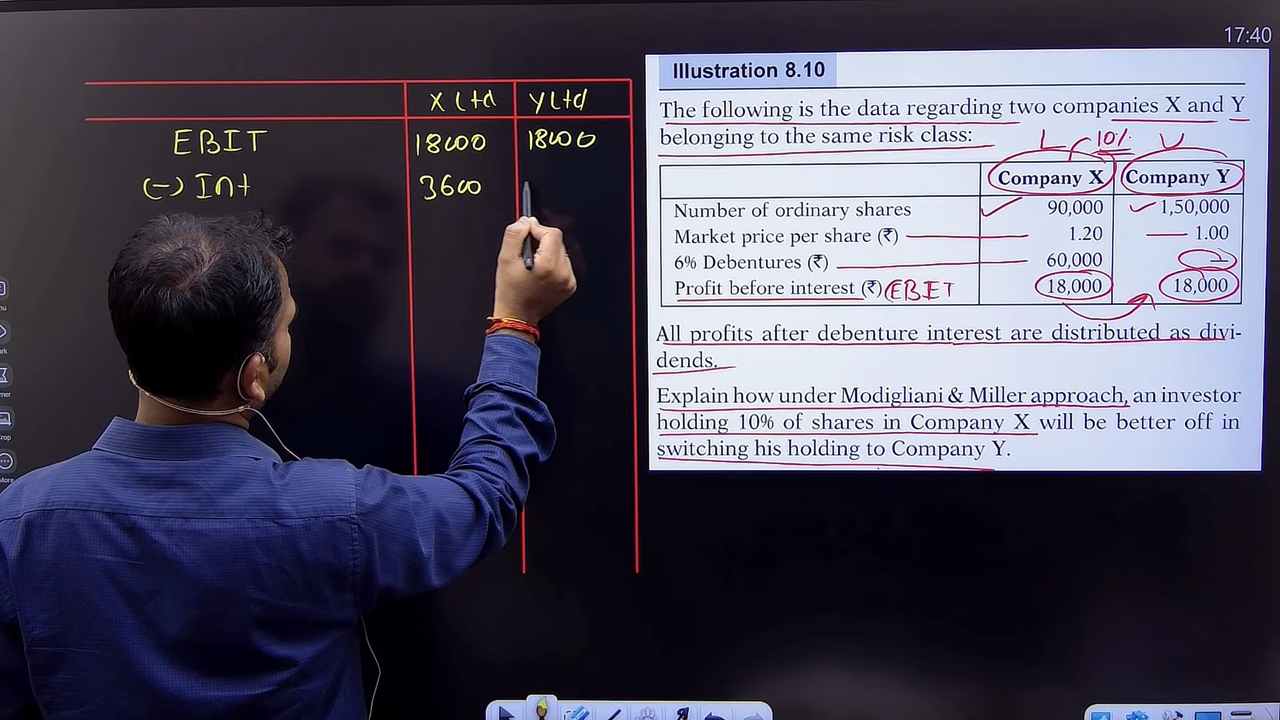 17:40
X Ltd Y Ltd
EBIT 18000 18000
(-) Int 3600
Illustration 8.10
The following is the data regarding two companies X and Y
belonging to the same risk class:
L 10% U
Company X Company Y
Number of ordinary shares 90,000 1,50,000
Market price per share (₹) 1.20 1.00
6% Debentures (₹) 60,000 —
Profit before interest (₹) EBIT 18,000 18,000
All profits after debenture interest are distributed as divi-
dends.
Explain how under Modigliani & Miller approach, an investor
holding 10% of shares in Company X will be better off in
switching his holding to Company Y.